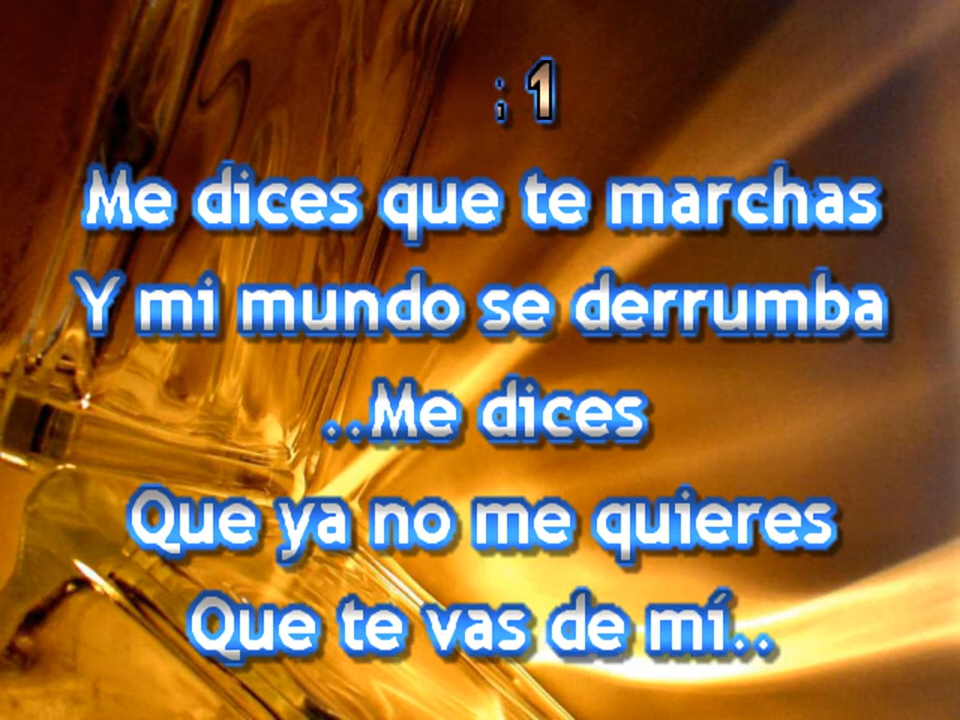 : 1
Me dices que te marchas
Y mi mundo se derrumba
..Me dices
Que ya no me quieres
Que te vas de mí..